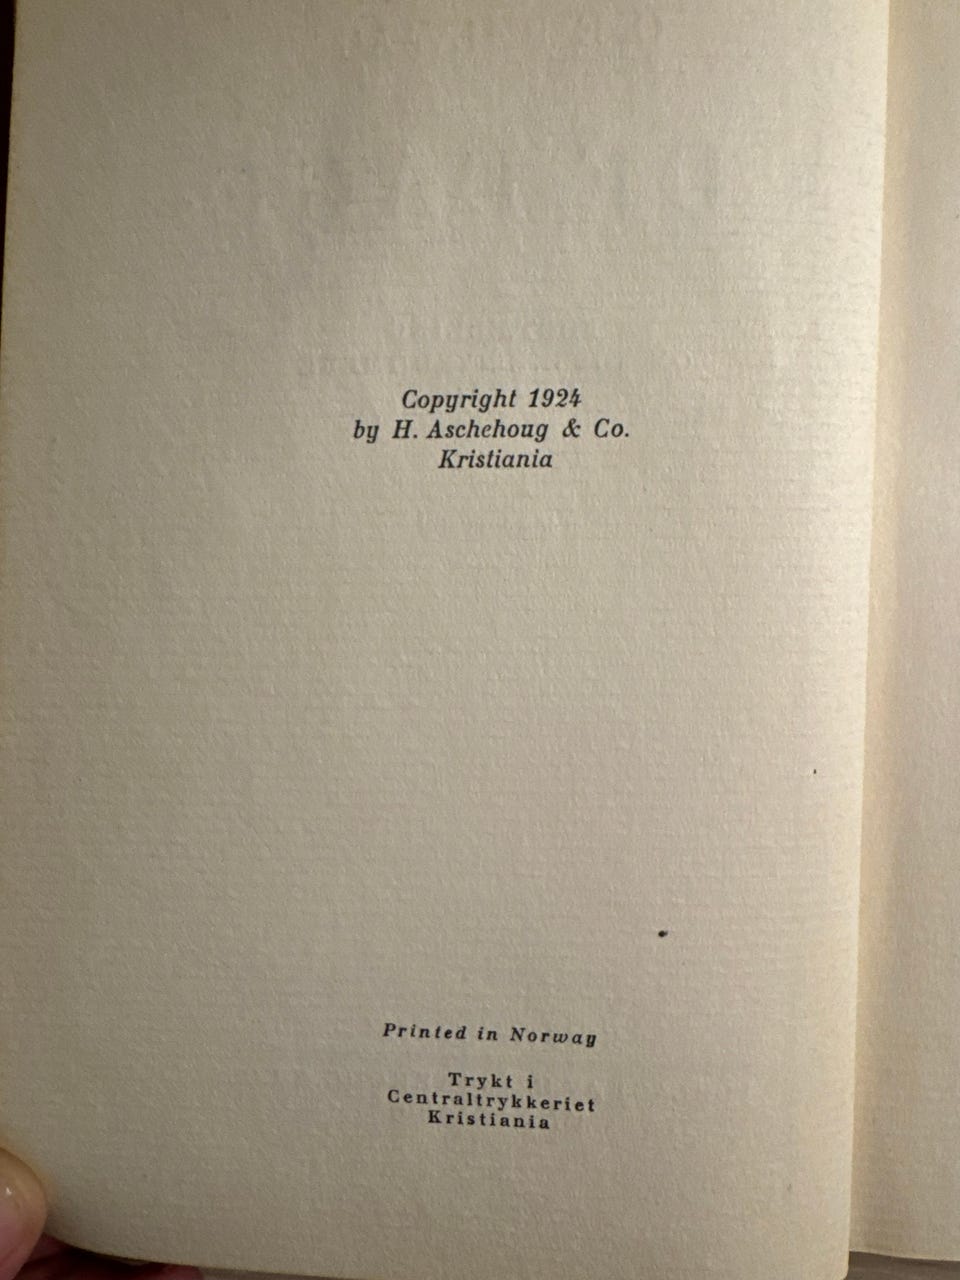 Copyright 1924
by H. Aschehoug & Co.
Kristiania
Printed in Norway
Trykt i
Centraltrykkeriet
Kristiania